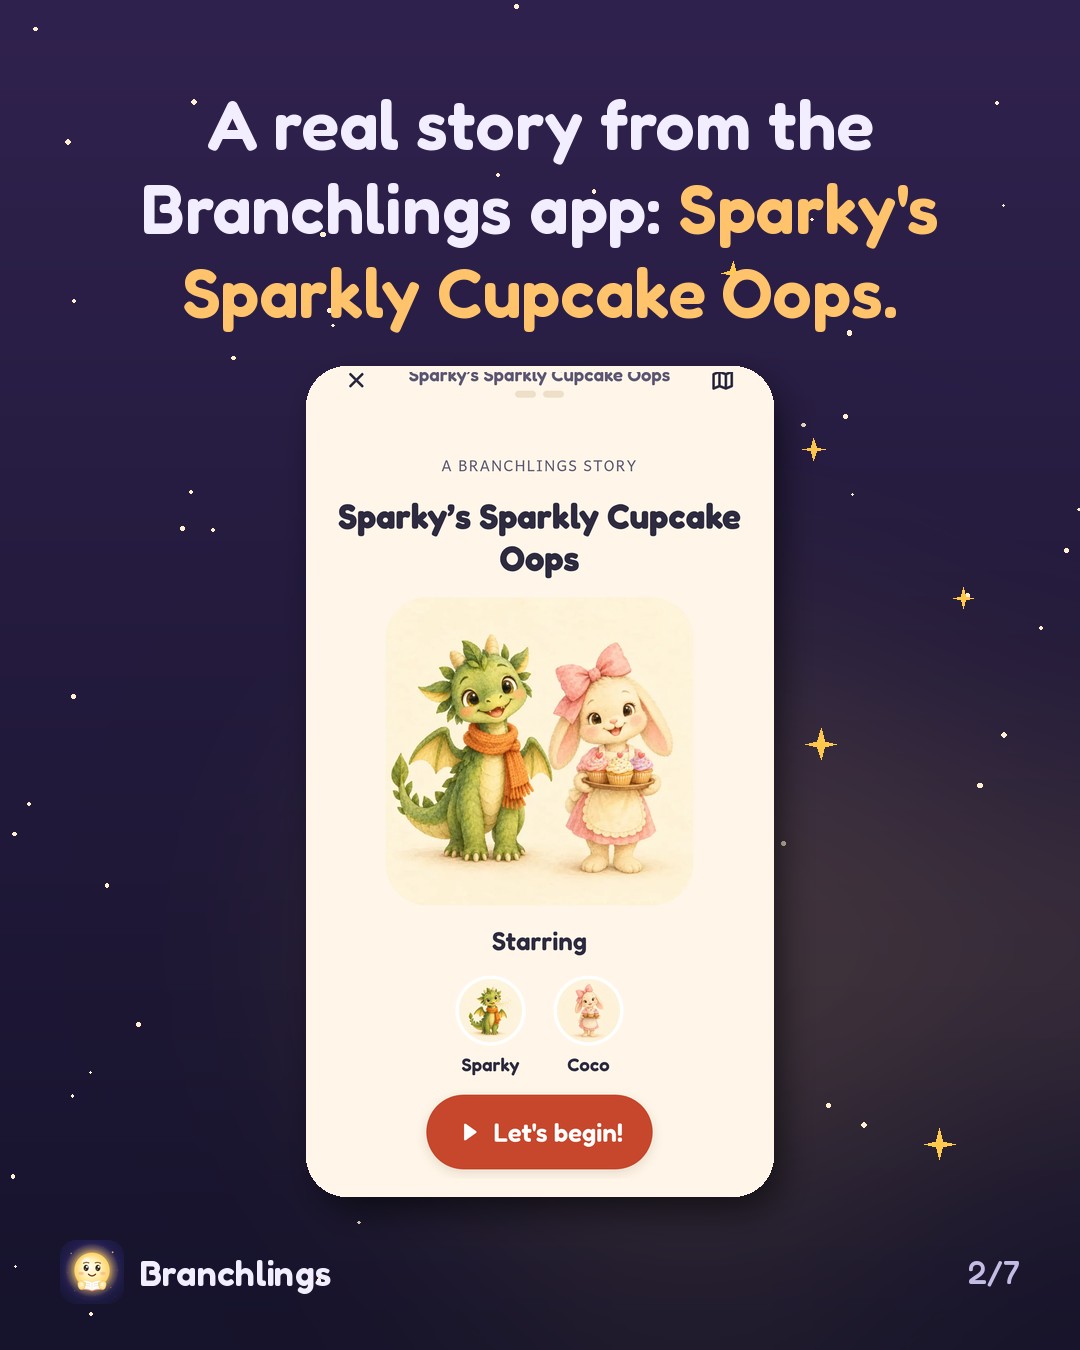 A real story from the
Branchlings app: Sparky's
Sparkly Cupcake Oops.
Sparky's Sparkly Cupcake Oops
A BRANCHLINGS STORY
Sparky’s Sparkly Cupcake
Oops
Starring
Sparky Coco
Let's begin!
Branchlings 2/7